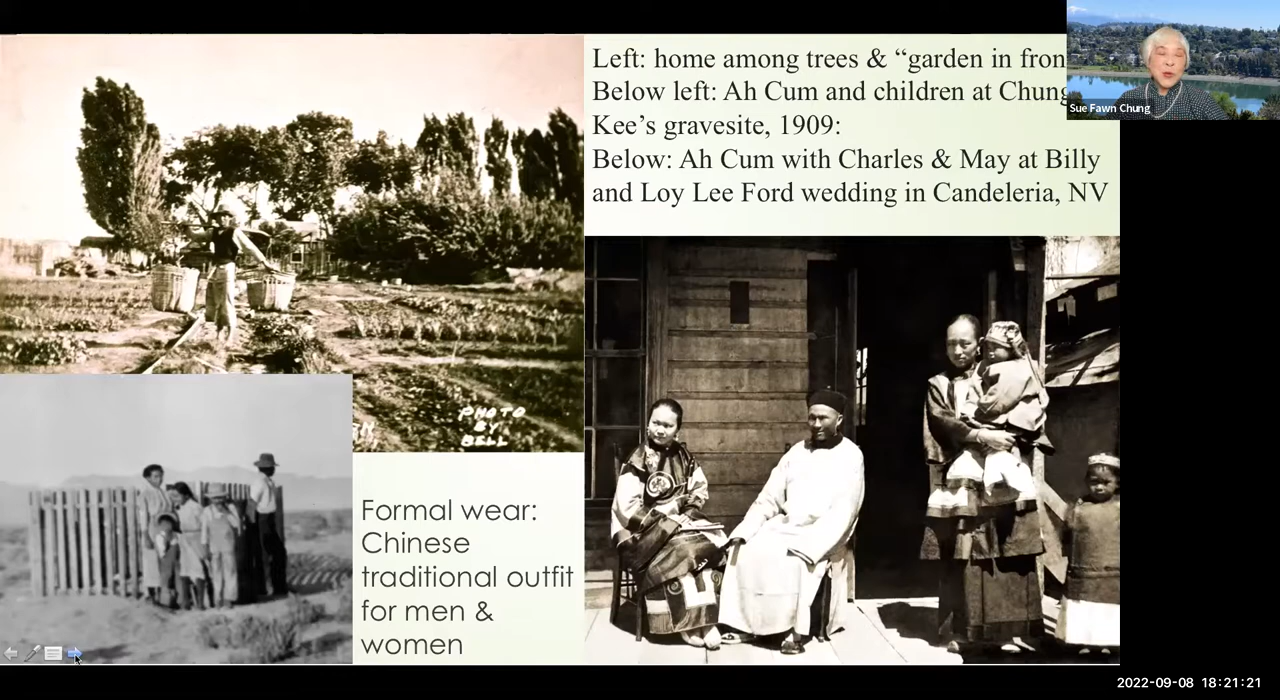 Left: home among trees & “garden in fron
Below left: Ah Cum and children at Chung
Kee’s gravesite, 1909:
Below: Ah Cum with Charles & May at Billy
and Loy Lee Ford wedding in Candeleria, NV
Sue Fawn Chung
PHOTO
BY
BELL
Formal wear:
Chinese
traditional outfit
for men &
women
2022-09-08 18:21:21